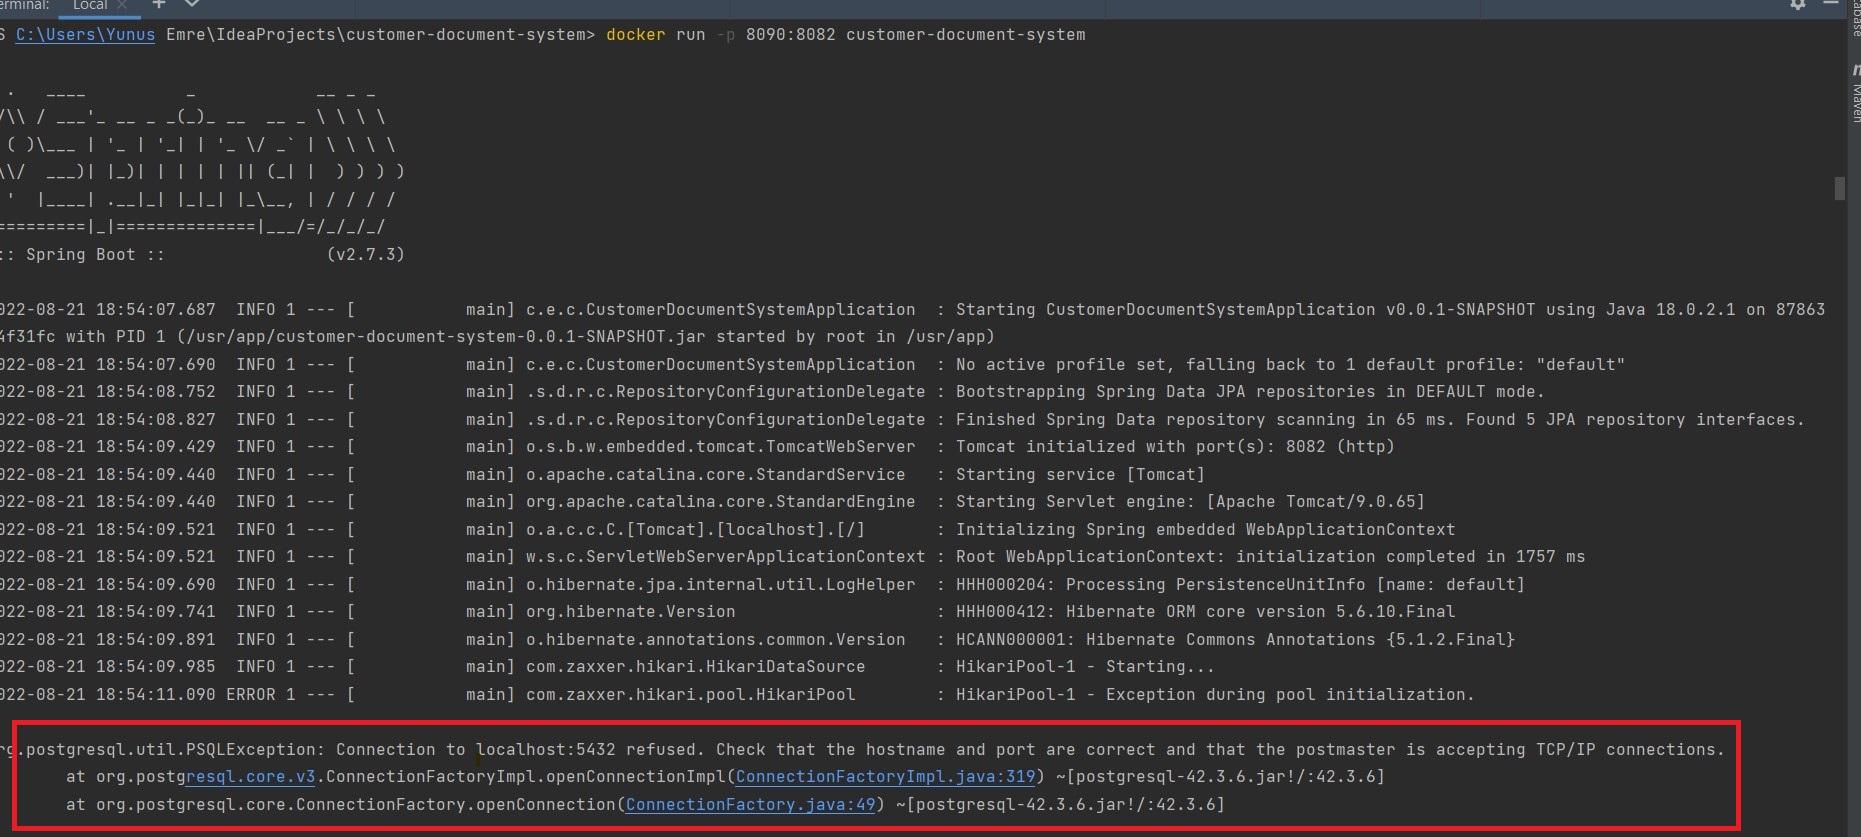 erminal: Local × + ∨
S C:\Users\Yunus Emre\IdeaProjects\customer-document-system> docker run -p 8090:8082 customer-document-system
 .   ____          _            __ _ _
/\\ / ___'_ __ _ _(_)_ __  __ _ \ \ \ \
( )\___ | '_ | '_| | '_ \/ _` | \ \ \ \
\\/  ___)| |_)| | | | | || (_| |  ) ) ) )
 '  |____| .__|_| |_|_| |_\__, | / / / /
=========|_|==============|___/=/_/_/_/
:: Spring Boot ::                (v2.7.3)
022-08-21 18:54:07.687  INFO 1 --- [           main] c.e.c.CustomerDocumentSystemApplication  : Starting CustomerDocumentSystemApplication v0.0.1-SNAPSHOT using Java 18.0.2.1 on 87863
4f31fc with PID 1 (/usr/app/customer-document-system-0.0.1-SNAPSHOT.jar started by root in /usr/app)
022-08-21 18:54:07.690  INFO 1 --- [           main] c.e.c.CustomerDocumentSystemApplication  : No active profile set, falling back to 1 default profile: "default"
022-08-21 18:54:08.752  INFO 1 --- [           main] .s.d.r.c.RepositoryConfigurationDelegate : Bootstrapping Spring Data JPA repositories in DEFAULT mode.
022-08-21 18:54:08.827  INFO 1 --- [           main] .s.d.r.c.RepositoryConfigurationDelegate : Finished Spring Data repository scanning in 65 ms. Found 5 JPA repository interfaces.
022-08-21 18:54:09.429  INFO 1 --- [           main] o.s.b.w.embedded.tomcat.TomcatWebServer  : Tomcat initialized with port(s): 8082 (http)
022-08-21 18:54:09.440  INFO 1 --- [           main] o.apache.catalina.core.StandardService   : Starting service [Tomcat]
022-08-21 18:54:09.440  INFO 1 --- [           main] org.apache.catalina.core.StandardEngine  : Starting Servlet engine: [Apache Tomcat/9.0.65]
022-08-21 18:54:09.521  INFO 1 --- [           main] o.a.c.c.C.[Tomcat].[localhost].[/]       : Initializing Spring embedded WebApplicationContext
022-08-21 18:54:09.521  INFO 1 --- [           main] w.s.c.ServletWebServerApplicationContext : Root WebApplicationContext: initialization completed in 1757 ms
022-08-21 18:54:09.690  INFO 1 --- [           main] o.hibernate.jpa.internal.util.LogHelper  : HHH000204: Processing PersistenceUnitInfo [name: default]
022-08-21 18:54:09.741  INFO 1 --- [           main] org.hibernate.Version                    : HHH000412: Hibernate ORM core version 5.6.10.Final
022-08-21 18:54:09.891  INFO 1 --- [           main] o.hibernate.annotations.common.Version   : HCANN000001: Hibernate Commons Annotations {5.1.2.Final}
022-08-21 18:54:09.985  INFO 1 --- [           main] com.zaxxer.hikari.HikariDataSource       : HikariPool-1 - Starting...
022-08-21 18:54:11.090 ERROR 1 --- [           main] com.zaxxer.hikari.pool.HikariPool        : HikariPool-1 - Exception during pool initialization.
rg.postgresql.util.PSQLException: Connection to localhost:5432 refused. Check that the hostname and port are correct and that the postmaster is accepting TCP/IP connections.
at org.postgresql.core.v3.ConnectionFactoryImpl.openConnectionImpl(ConnectionFactoryImpl.java:319) ~[postgresql-42.3.6.jar!/:42.3.6]
at org.postgresql.core.ConnectionFactory.openConnection(ConnectionFactory.java:49) ~[postgresql-42.3.6.jar!/:42.3.6]
abase
m
Maven